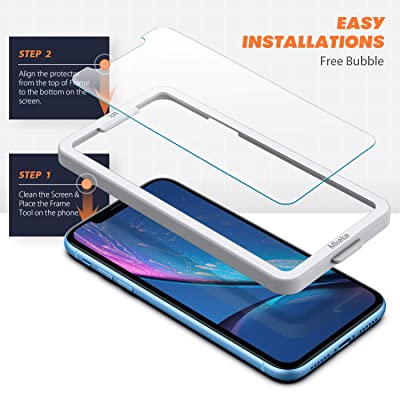 EASY
INSTALLATIONS
Free Bubble
STEP 2
Align the protector
from the top of Frame
to the bottom on the
screen.
STEP 1
Clean the Screen &
Place the Frame
Tool on the phone.